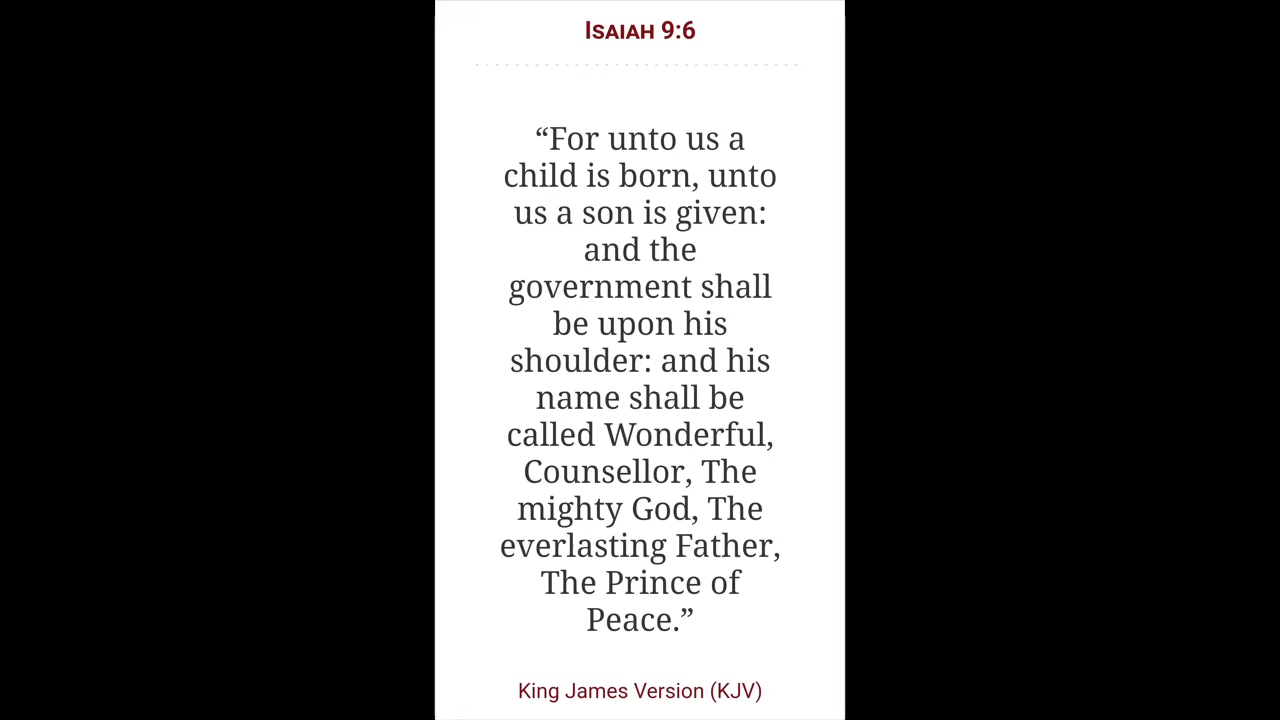 Isaiah 9:6
“For unto us a
child is born, unto
us a son is given:
and the
government shall
be upon his
shoulder: and his
name shall be
called Wonderful,
Counsellor, The
mighty God, The
everlasting Father,
The Prince of
Peace.”
King James Version (KJV)